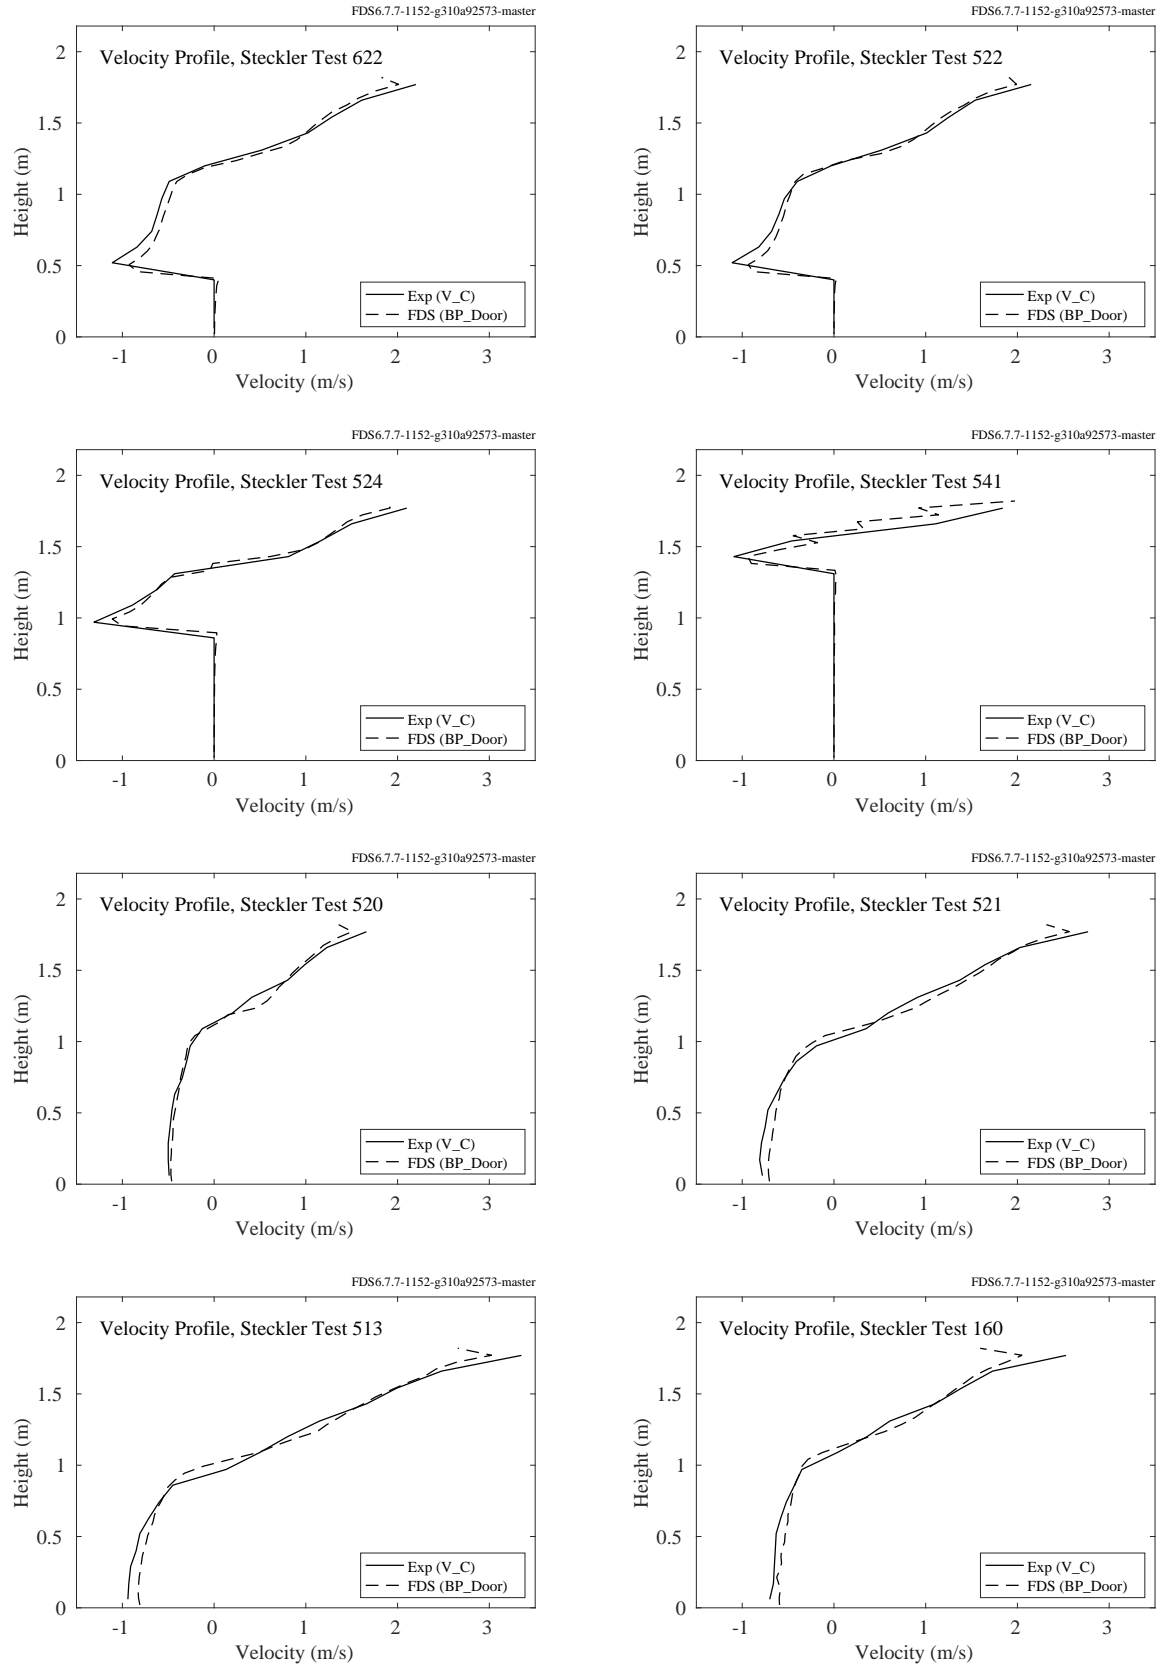 FDS6.7.7-1152-g310a92573-master
Velocity Profile, Steckler Test 622
2
1.5
1
0.5
0
Height (m)
-1 0 1 2 3
Velocity (m/s)
Exp (V_C)
FDS (BP_Door)
FDS6.7.7-1152-g310a92573-master
Velocity Profile, Steckler Test 522
2
1.5
1
0.5
0
Height (m)
-1 0 1 2 3
Velocity (m/s)
Exp (V_C)
FDS (BP_Door)
FDS6.7.7-1152-g310a92573-master
Velocity Profile, Steckler Test 524
2
1.5
1
0.5
0
Height (m)
-1 0 1 2 3
Velocity (m/s)
Exp (V_C)
FDS (BP_Door)
FDS6.7.7-1152-g310a92573-master
Velocity Profile, Steckler Test 541
2
1.5
1
0.5
0
Height (m)
-1 0 1 2 3
Velocity (m/s)
Exp (V_C)
FDS (BP_Door)
FDS6.7.7-1152-g310a92573-master
Velocity Profile, Steckler Test 520
2
1.5
1
0.5
0
Height (m)
-1 0 1 2 3
Velocity (m/s)
Exp (V_C)
FDS (BP_Door)
FDS6.7.7-1152-g310a92573-master
Velocity Profile, Steckler Test 521
2
1.5
1
0.5
0
Height (m)
-1 0 1 2 3
Velocity (m/s)
Exp (V_C)
FDS (BP_Door)
FDS6.7.7-1152-g310a92573-master
Velocity Profile, Steckler Test 513
2
1.5
1
0.5
0
Height (m)
-1 0 1 2 3
Velocity (m/s)
Exp (V_C)
FDS (BP_Door)
FDS6.7.7-1152-g310a92573-master
Velocity Profile, Steckler Test 160
2
1.5
1
0.5
0
Height (m)
-1 0 1 2 3
Velocity (m/s)
Exp (V_C)
FDS (BP_Door)